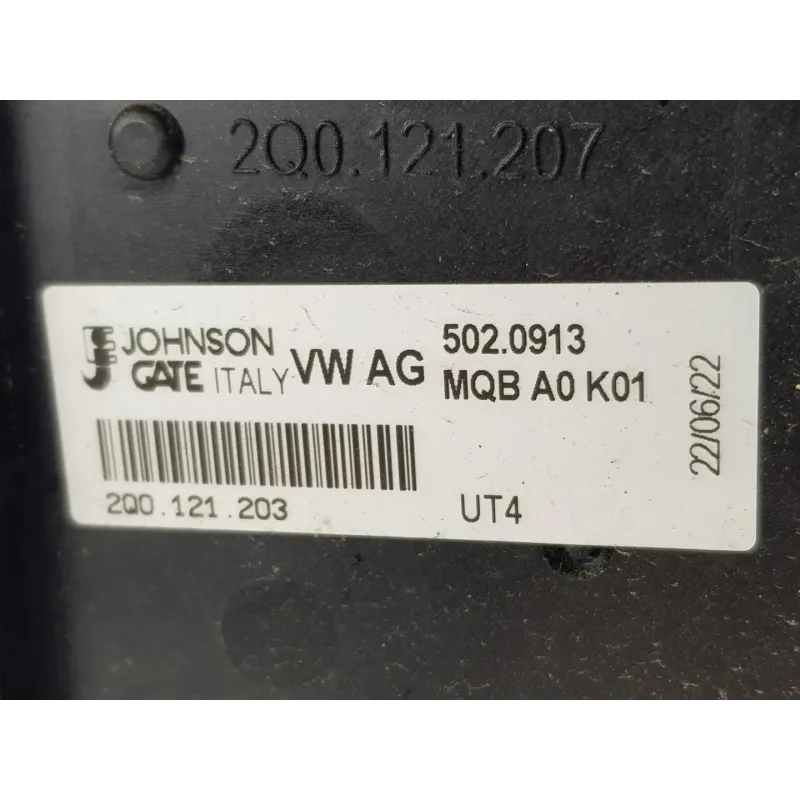 2Q0.121.207
JOHNSON
GATE ITALY
VW AG
502.0913
MQB A0 K01
22/06/22
2Q0.121.203
UT4